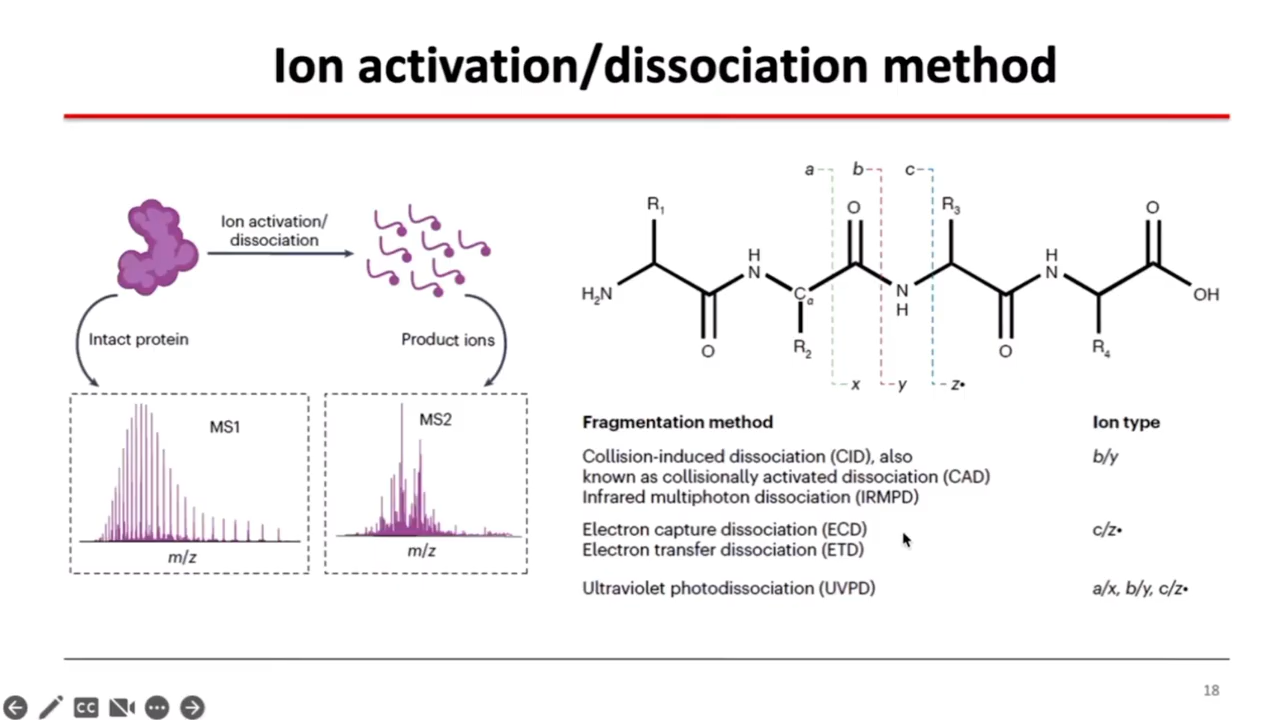 Ion activation/dissociation method
Ion activation/
dissociation
Intact protein
Product ions
MS1
m/z
MS2
m/z
a
b
c
R₁
O
R₃
O
H
N
H
N
H₂N
Cα
N
H
OH
O
R₂
O
R₄
x
y
z•
Fragmentation method
Ion type
Collision-induced dissociation (CID), also
known as collisionally activated dissociation (CAD)
Infrared multiphoton dissociation (IRMPD)
b/y
Electron capture dissociation (ECD)
Electron transfer dissociation (ETD)
c/z•
Ultraviolet photodissociation (UVPD)
a/x, b/y, c/z•
18
CC